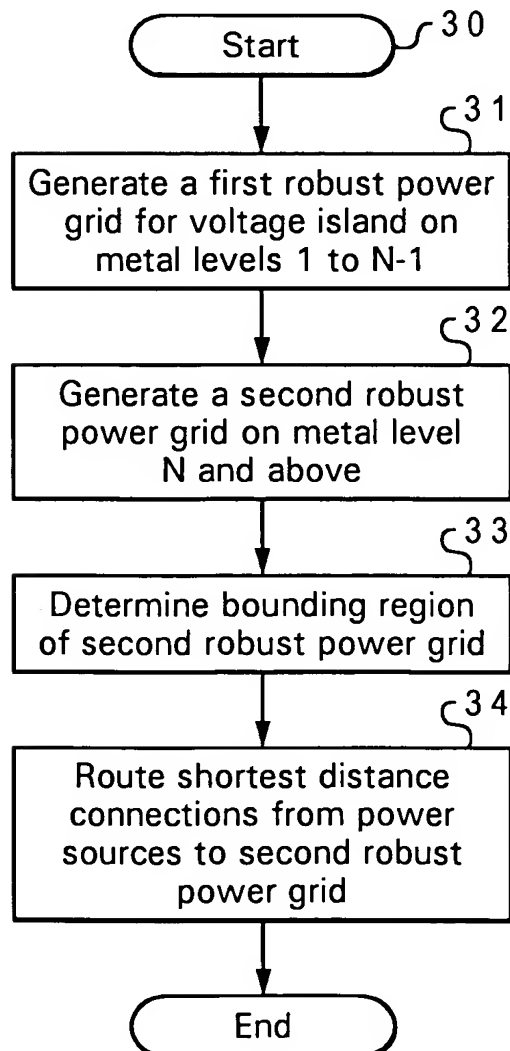 Start
30
31
Generate a first robust power
grid for voltage island on
metal levels 1 to N-1
32
Generate a second robust
power grid on metal level
N and above
33
Determine bounding region
of second robust power grid
34
Route shortest distance
connections from power
sources to second robust
power grid
End